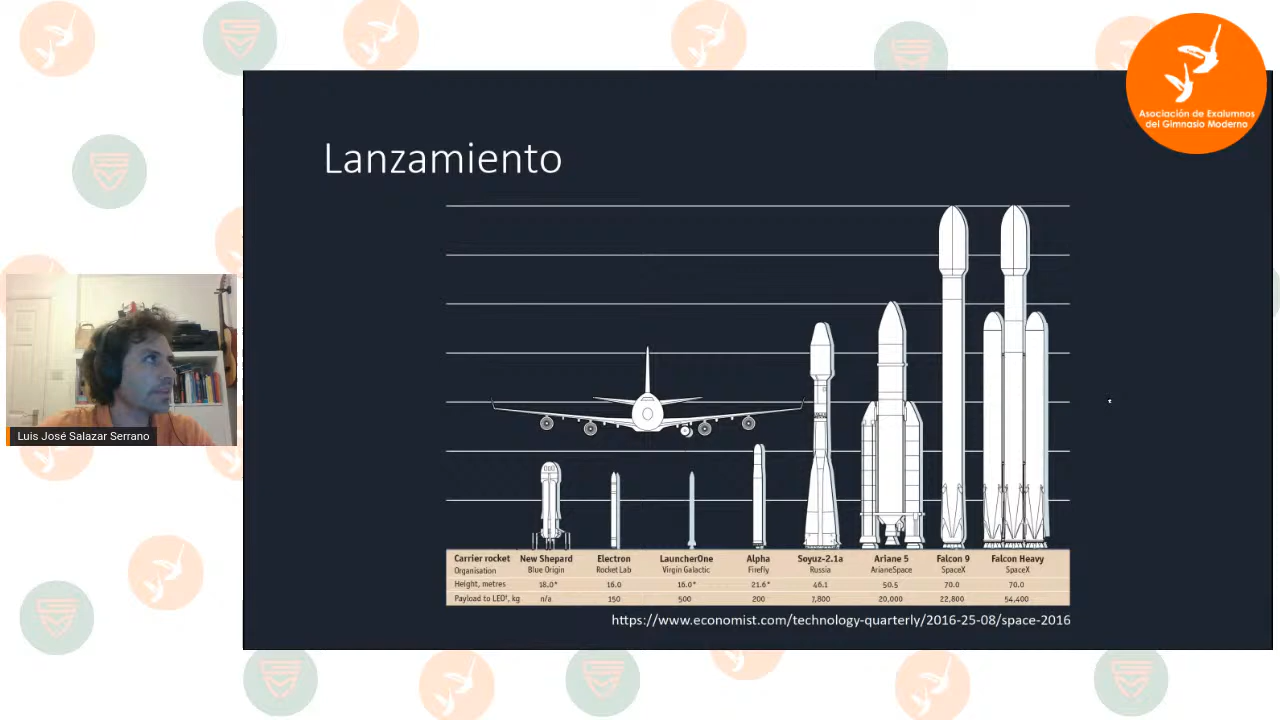 Asociación de Exalumnos
del Gimnasio Moderno
Lanzamiento
Luis José Salazar Serrano
Carrier rocket New Shepard Electron LauncherOne Alpha Soyuz-2.1a Ariane 5 Falcon 9 Falcon Heavy
Organisation Blue Origin Rocket Lab Virgin Galactic Firefly Russia ArianeSpace SpaceX SpaceX
Height, metres 18.0* 16.0 16.0* 21.6* 46.1 50.5 70.0 70.0
Payload to LEO†, kg n/a 150 500 200 7,800 20,000 22,800 54,400
https://www.economist.com/technology-quarterly/2016-25-08/space-2016